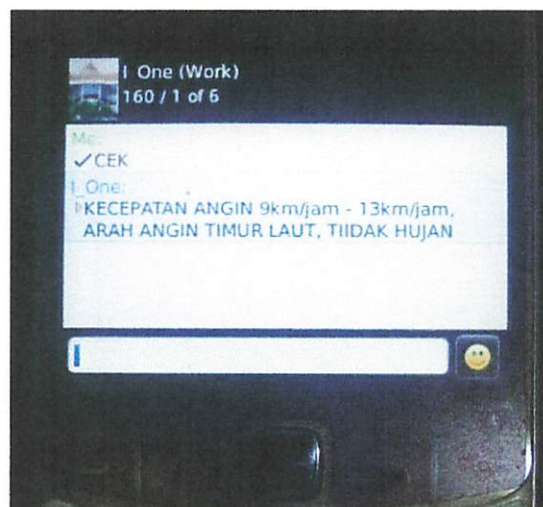 I One (Work)
160 / 1 of 6
Me:
✓CEK
I_One:
KECEPATAN ANGIN 9km/jam - 13km/jam,
ARAH ANGIN TIMUR LAUT, TIIDAK HUJAN